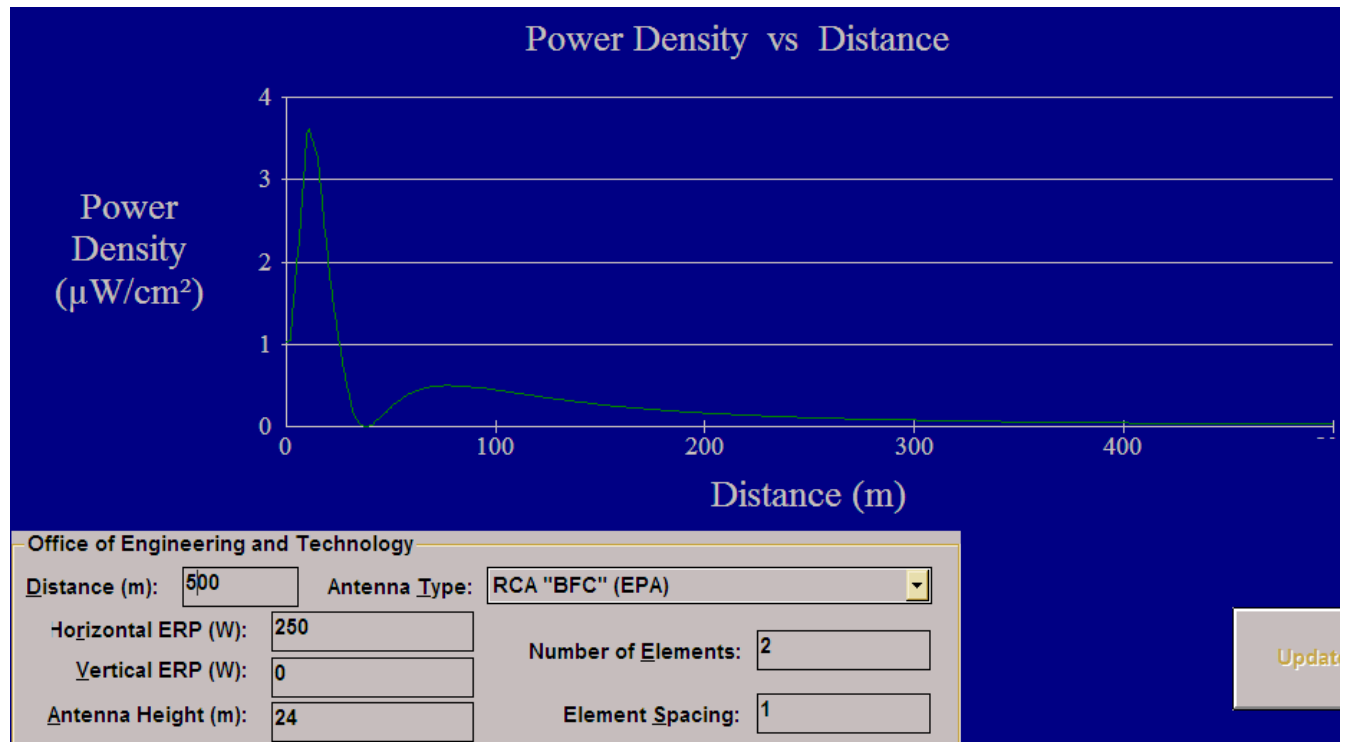 Power Density vs Distance
4
3
Power
Density
(µW/cm²)
2
1
0
0 100 200 300 400
Distance (m)
Office of Engineering and Technology
Distance (m): 500 Antenna Type: RCA "BFC" (EPA)
Horizontal ERP (W): 250
Number of Elements: 2
Vertical ERP (W): 0
Antenna Height (m): 24
Element Spacing: 1
Update